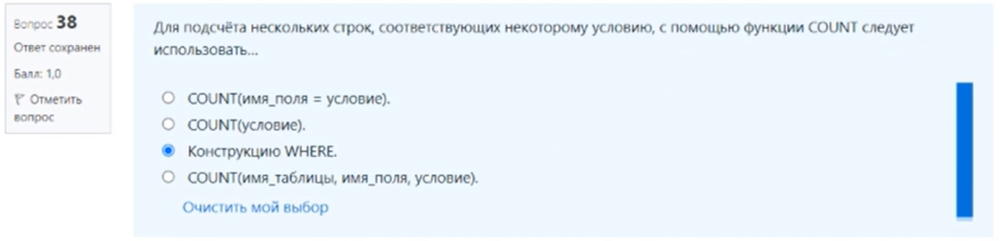 Вопрос 38
Ответ сохранен
Балл: 1,0
Отметить
вопрос
Для подсчёта нескольких строк, соответствующих некоторому условию, с помощью функции COUNT следует
использовать...
COUNT(имя_поля = условие).
COUNT(условие).
Конструкцию WHERE.
COUNT(имя_таблицы, имя_поля, условие).
Очистить мой выбор